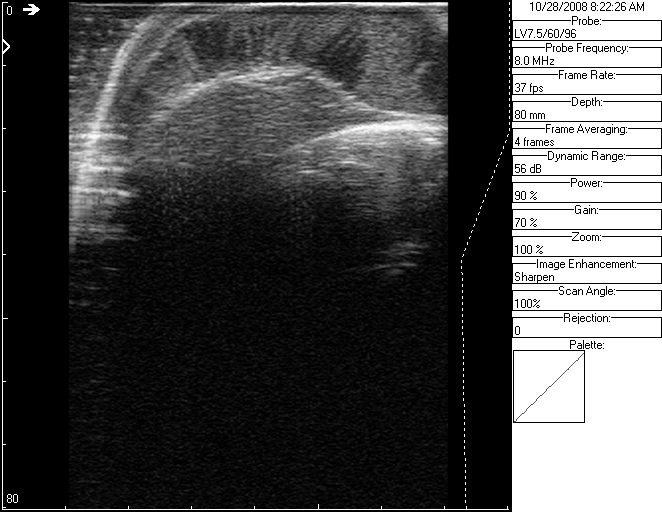 0
80
10/28/2008 8:22:26 AM
Probe:
LV7.5/60/96
Probe Frequency:
8.0 MHz
Frame Rate:
37 fps
Depth:
80 mm
Frame Averaging:
4 frames
Dynamic Range:
56 dB
Power:
90 %
Gain:
70 %
Zoom:
100 %
Image Enhancement:
Sharpen
Scan Angle:
100%
Rejection:
0
Palette: